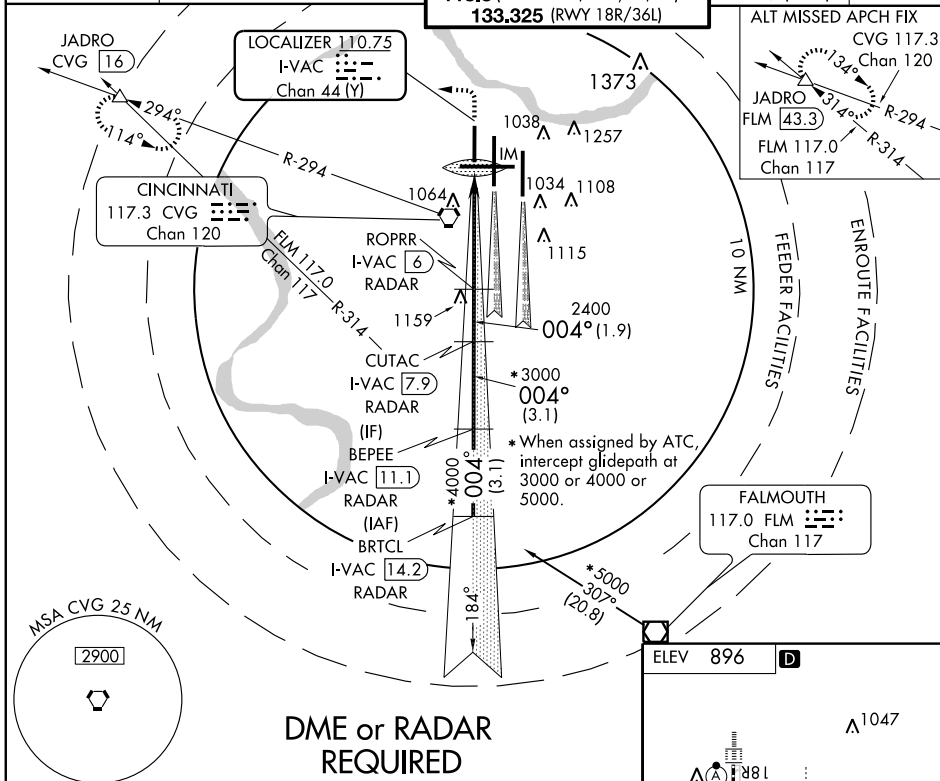 133.325 (RWY 18R/36L)
JADRO
CVG 16
LOCALIZER 110.75
I-VAC
Chan 44 (Y)
1373
ALT MISSED APCH FIX
CVG 117.3
Chan 120
134°
314°
JADRO
FLM 43.3
R-294
R-314
FLM 117.0
Chan 117
294°
114°
R-294
1038
1257
IM
1064
1034
1108
1115
CINCINNATI
117.3 CVG
Chan 120
FLM 117.0
Chan 117
R-314
ROPRR
I-VAC 6
RADAR
1159
2400
004° (1.9)
10 NM
FEEDER FACILITIES
ENROUTE FACILITIES
CUTAC
I-VAC 7.9
RADAR
*3000
004°
(3.1)
(IF)
BEPEE
I-VAC 11.1
RADAR
*4000
004°
(3.1)
* When assigned by ATC,
intercept glidepath at
3000 or 4000 or
5000.
(IAF)
BRTCL
I-VAC 14.2
RADAR
FALMOUTH
117.0 FLM
Chan 117
*5000
307°
(20.8)
184°
MSA CVG 25 NM
2900
DME or RADAR
REQUIRED
ELEV 896 D
1047
A
18R